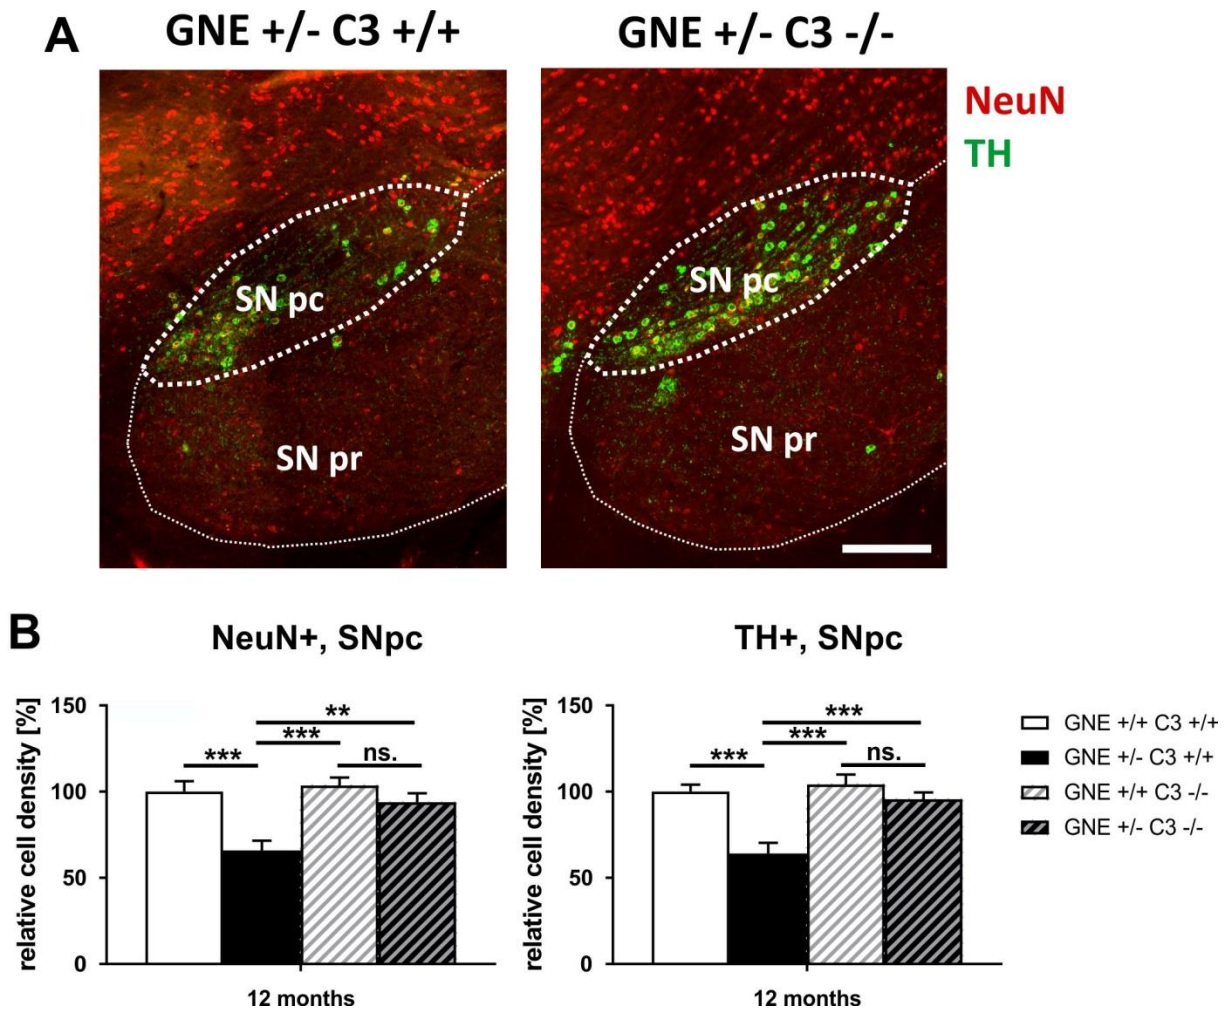 A
GNE +/- C3 +/+
GNE +/- C3 -/-
NeuN
TH
SN pc
SN pr
SN pc
SN pr
B
NeuN+, SNpc
relative cell density [%]
150
100
50
0
***
***
**
ns.
12 months
TH+, SNpc
relative cell density [%]
150
100
50
0
***
***
***
ns.
12 months
GNE +/+ C3 +/+
GNE +/- C3 +/+
GNE +/+ C3 -/-
GNE +/- C3 -/-